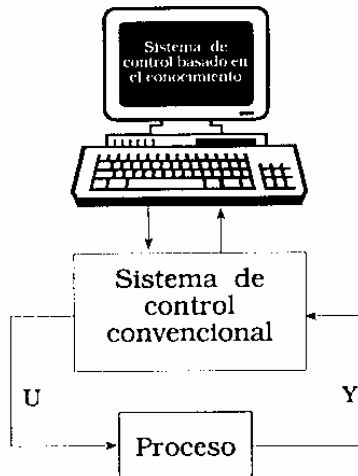 Sistema de
control basado en
el conocimiento
Sistema de
control
convencional
U
Y
Proceso